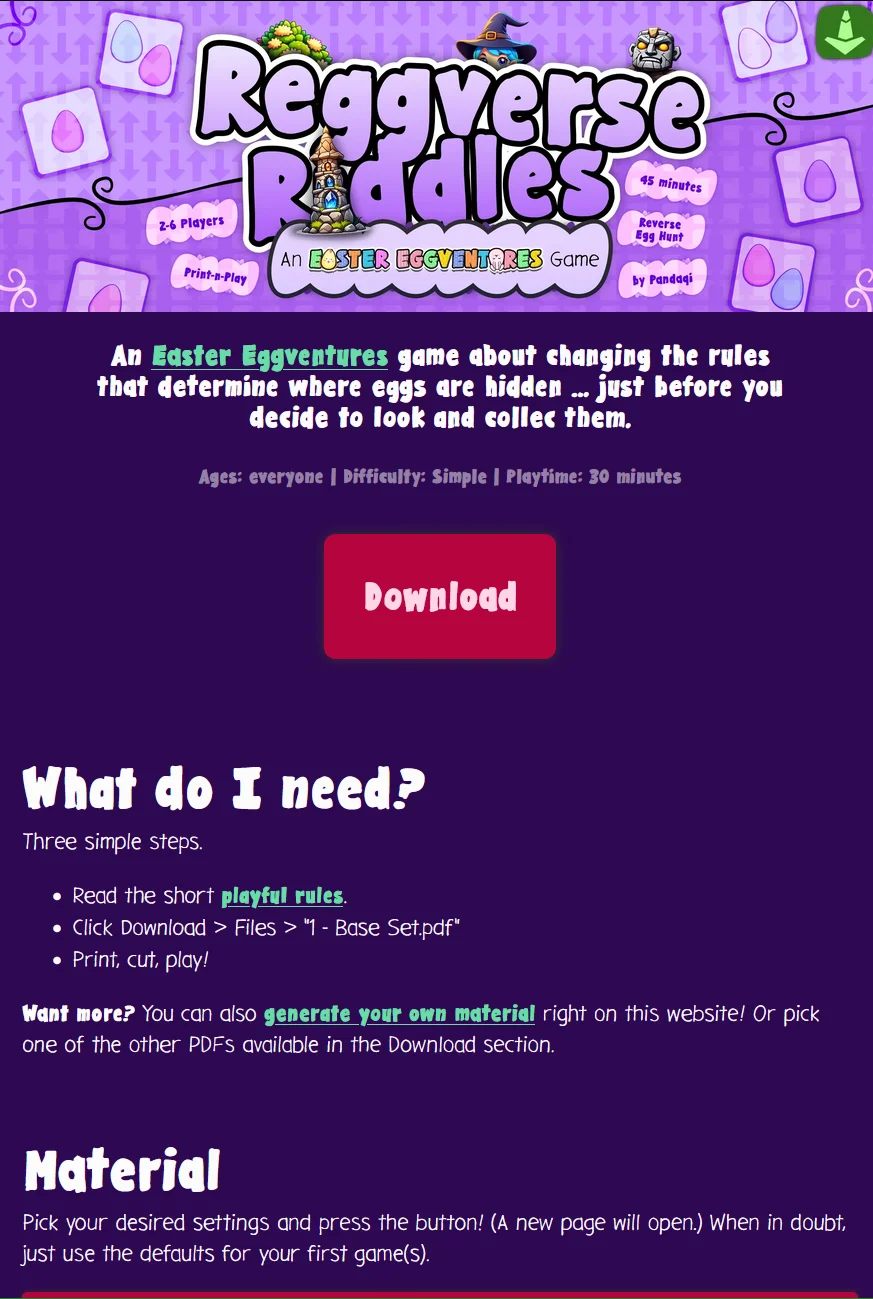 Reggverse
Riddles
An EASTER EGGVENTURES Game
2-6 Players
Print-n-Play
45 minutes
Reverse
Egg Hunt
by Pandaqi
An Easter Eggventures game about changing the rules
that determine where eggs are hidden ... just before you
decide to look and collec them.
Ages: everyone | Difficulty: Simple | Playtime: 30 minutes
Download
What do I need?
Three simple steps.
• Read the short playful rules.
• Click Download > Files > "1 - Base Set.pdf"
• Print, cut, play!
Want more? You can also generate your own material right on this website! Or pick
one of the other PDFs available in the Download section.
Material
Pick your desired settings and press the button! (A new page will open.) When in doubt,
just use the defaults for your first game(s).